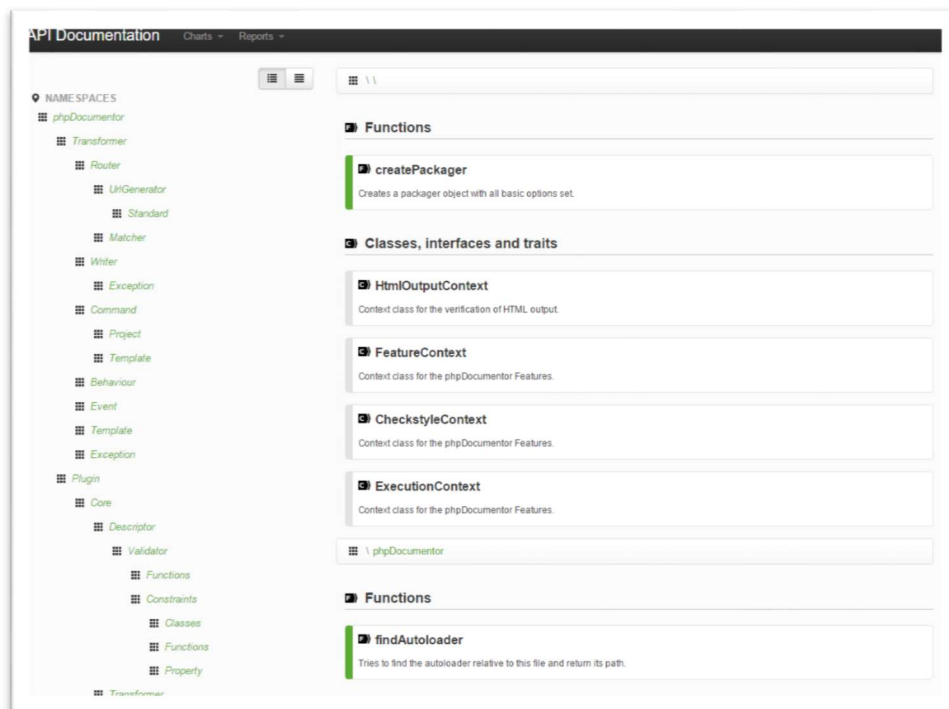 API Documentation
Charts
Reports
NAMESPACES
phpDocumentor
Transformer
Router
UrlGenerator
Standard
Matcher
Writer
Exception
Command
Project
Template
Behaviour
Event
Template
Exception
Plugin
Core
Descriptor
Validator
Functions
Constraints
Classes
Functions
Property
Transformer
\ \
Functions
createPackager
Creates a packager object with all basic options set.
Classes, interfaces and traits
HtmlOutputContext
Context class for the verification of HTML output.
FeatureContext
Context class for the phpDocumentor Features.
CheckstyleContext
Context class for the phpDocumentor Features.
ExecutionContext
Context class for the phpDocumentor Features.
\ phpDocumentor
Functions
findAutoloader
Tries to find the autoloader relative to this file and return its path.